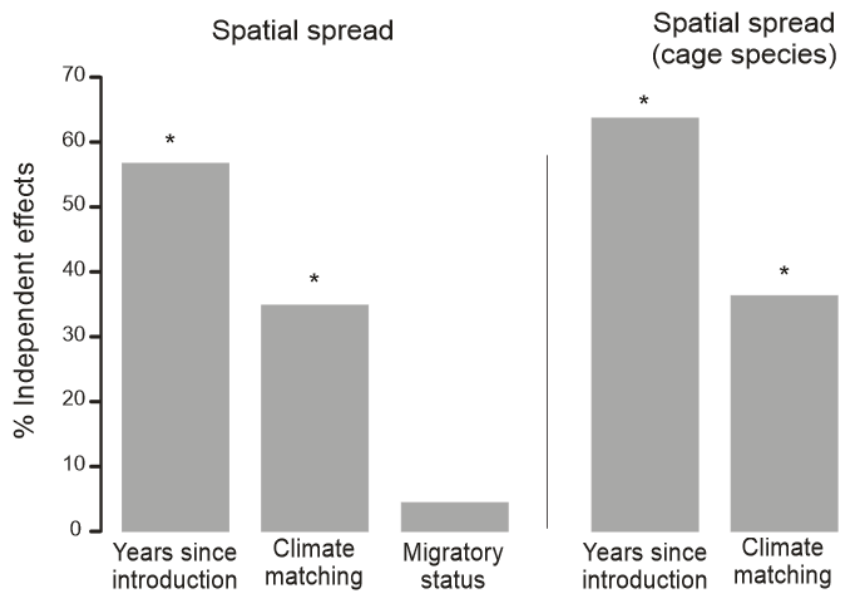 Spatial spread
Spatial spread
(cage species)
% Independent effects
70
60
50
40
30
20
10
0
*
*
*
*
Years since
introduction
Climate
matching
Migratory
status
Years since
introduction
Climate
matching